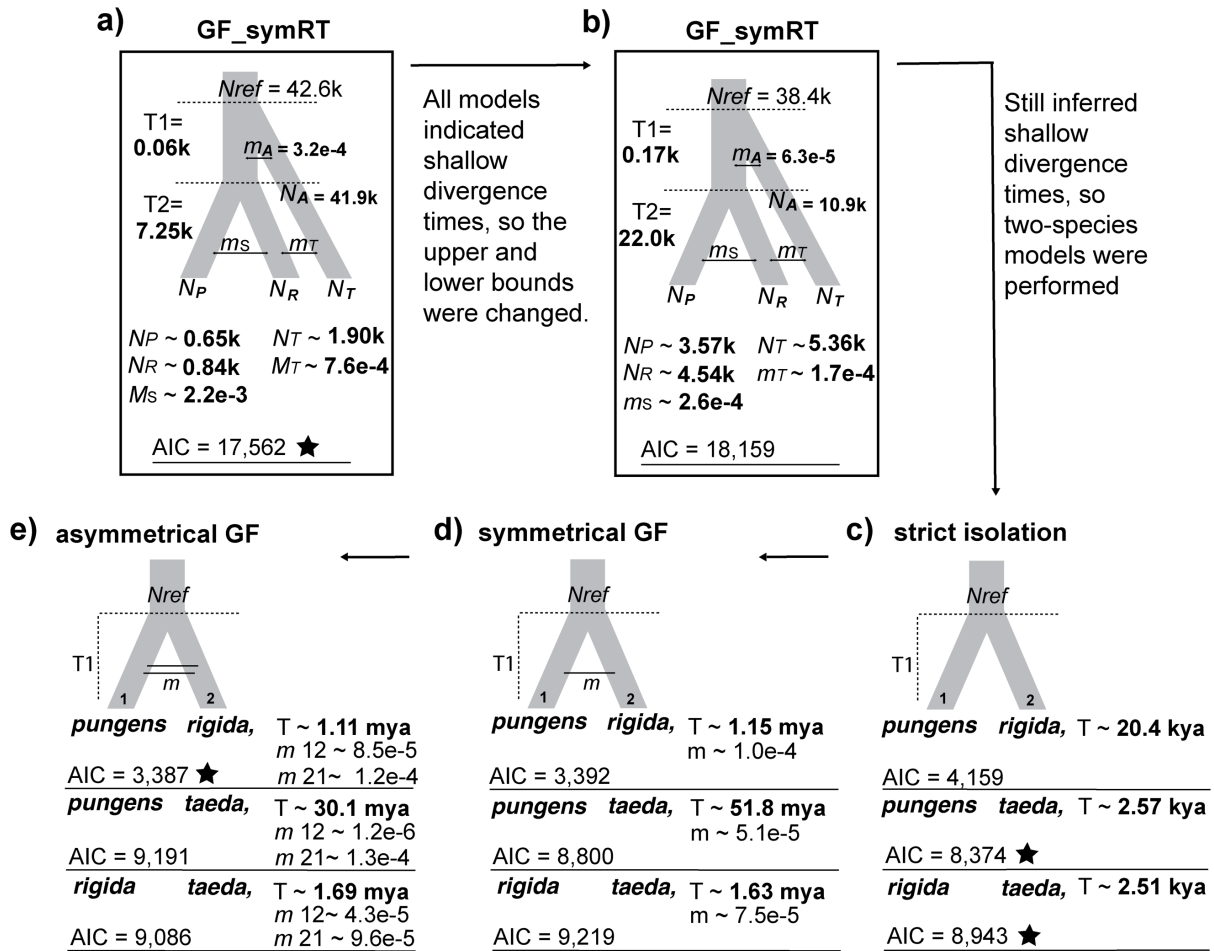 a)
GF_symRT
Nref = 42.6k
T1=
0.06k
mA = 3.2e-4
NA = 41.9k
T2=
7.25k
mS mT
NP NR NT
NP ~ 0.65k NT ~ 1.90k
NR ~ 0.84k MT ~ 7.6e-4
MS ~ 2.2e-3
AIC = 17,562 ★
All models
indicated
shallow
divergence
times, so the
upper and
lower bounds
were changed.
b)
GF_symRT
Nref = 38.4k
T1=
0.17k
mA = 6.3e-5
NA = 10.9k
T2=
22.0k
mS mT
NP NR NT
NP ~ 3.57k NT ~ 5.36k
NR ~ 4.54k mT ~ 1.7e-4
mS ~ 2.6e-4
AIC = 18,159
Still inferred
shallow
divergence
times, so
two-species
models were
performed
e) asymmetrical GF
Nref
T1
m
1 2
pungens rigida, T ~ 1.11 mya
m 12 ~ 8.5e-5
AIC = 3,387 ★ m 21~ 1.2e-4
pungens taeda, T ~ 30.1 mya
m 12 ~ 1.2e-6
AIC = 9,191 m 21~ 1.3e-4
rigida taeda, T ~ 1.69 mya
m 12~ 4.3e-5
AIC = 9,086 m 21 ~ 9.6e-5
d) symmetrical GF
Nref
T1
m
1 2
pungens rigida, T ~ 1.15 mya
m ~ 1.0e-4
AIC = 3,392
pungens taeda, T ~ 51.8 mya
m ~ 5.1e-5
AIC = 8,800
rigida taeda, T ~ 1.63 mya
m ~ 7.5e-5
AIC = 9,219
c) strict isolation
Nref
T1
1 2
pungens rigida, T ~ 20.4 kya
AIC = 4,159
pungens taeda, T ~ 2.57 kya
AIC = 8,374 ★
rigida taeda, T ~ 2.51 kya
AIC = 8,943 ★